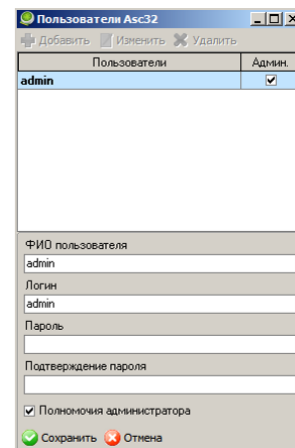 Пользователи Asc32
Добавить Изменить Удалить
Пользователи Админ.
admin
ФИО пользователя
admin
Логин
admin
Пароль
Подтверждение пароля
Полномочия администратора
Сохранить Отмена